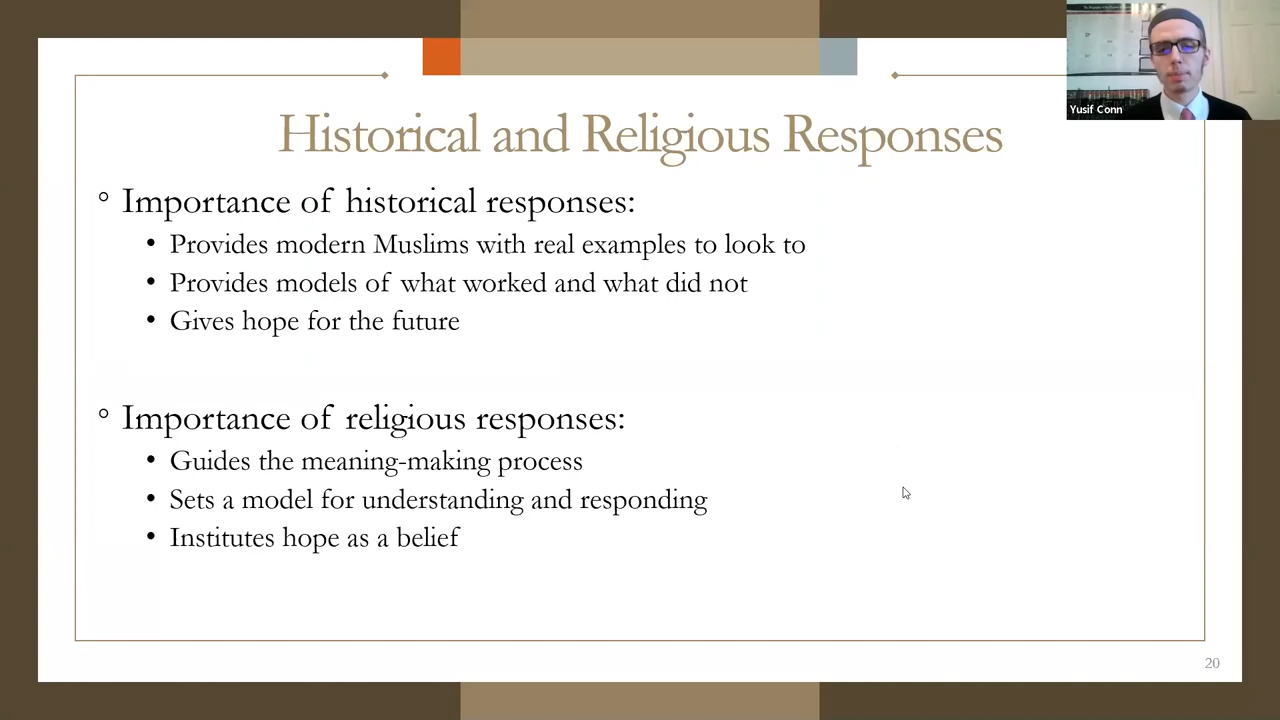 Historical and Religious Responses
Yusif Conn
° Importance of historical responses:
• Provides modern Muslims with real examples to look to
• Provides models of what worked and what did not
• Gives hope for the future
° Importance of religious responses:
• Guides the meaning-making process
• Sets a model for understanding and responding
• Institutes hope as a belief
20